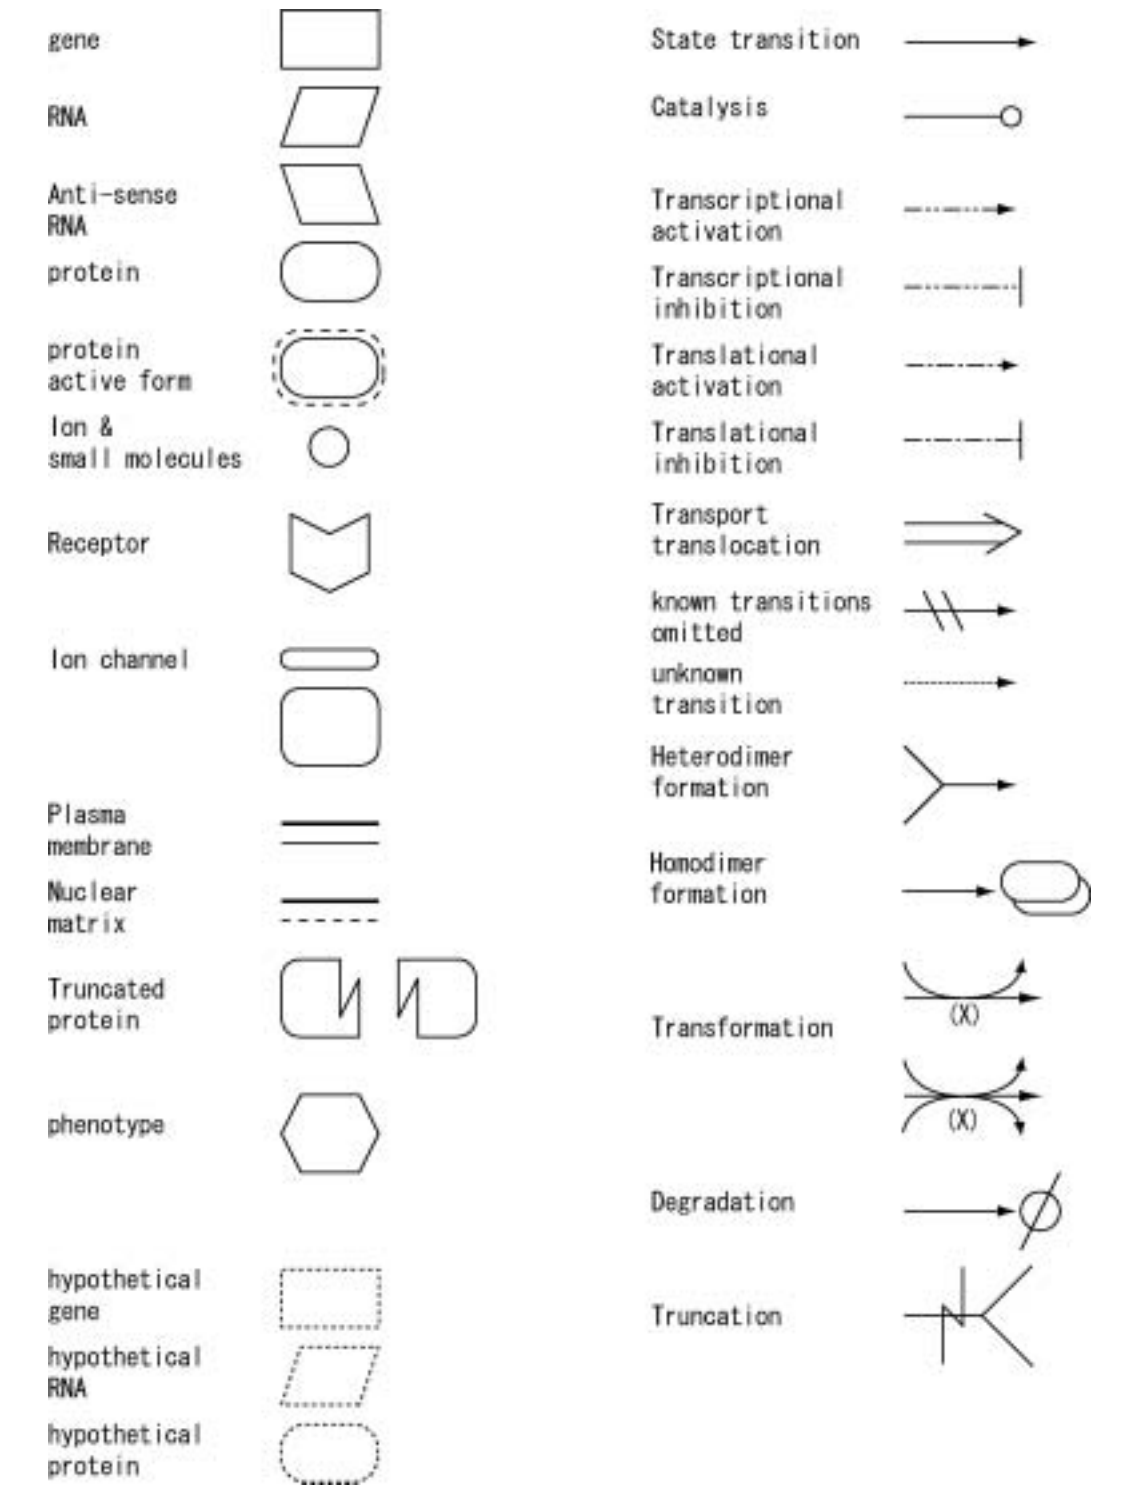 gene
RNA
Anti-sense
RNA
protein
protein
active form
Ion &
small molecules
Receptor
Ion channel
Plasma
membrane
Nuclear
matrix
Truncated
protein
phenotype
hypothetical
gene
hypothetical
RNA
hypothetical
protein
State transition
Catalysis
Transcriptional
activation
Transcriptional
inhibition
Translational
activation
Translational
inhibition
Transport
translocation
known transitions
omitted
unknown
transition
Heterodimer
formation
Homodimer
formation
Transformation
(X)
(X)
Degradation
Truncation